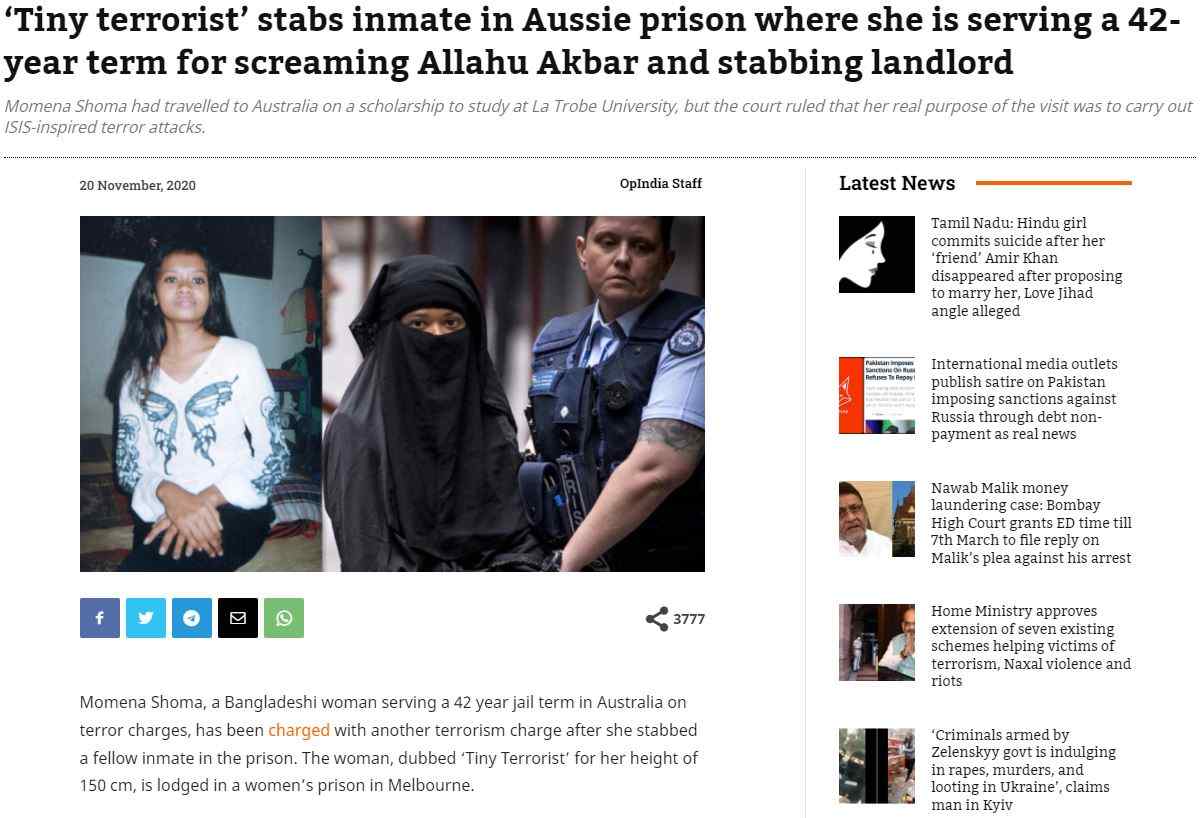 ‘Tiny terrorist’ stabs inmate in Aussie prison where she is serving a 42-
year term for screaming Allahu Akbar and stabbing landlord
Momena Shoma had travelled to Australia on a scholarship to study at La Trobe University, but the court ruled that her real purpose of the visit was to carry out
ISIS-inspired terror attacks.
20 November, 2020
OpIndia Staff
3777
Momena Shoma, a Bangladeshi woman serving a 42 year jail term in Australia on
terror charges, has been charged with another terrorism charge after she stabbed
a fellow inmate in the prison. The woman, dubbed ‘Tiny Terrorist’ for her height of
150 cm, is lodged in a women’s prison in Melbourne.
Latest News
Tamil Nadu: Hindu girl
commits suicide after her
‘friend’ Amir Khan
disappeared after proposing
to marry her, Love Jihad
angle alleged
Pakistan Imposes
Sanctions On Rus
Refuses To Repay
International media outlets
publish satire on Pakistan
imposing sanctions against
Russia through debt non-
payment as real news
Nawab Malik money
laundering case: Bombay
High Court grants ED time till
7th March to file reply on
Malik’s plea against his arrest
Home Ministry approves
extension of seven existing
schemes helping victims of
terrorism, Naxal violence and
riots
‘Criminals armed by
Zelenskyy govt is indulging
in rapes, murders, and
looting in Ukraine’, claims
man in Kyiv